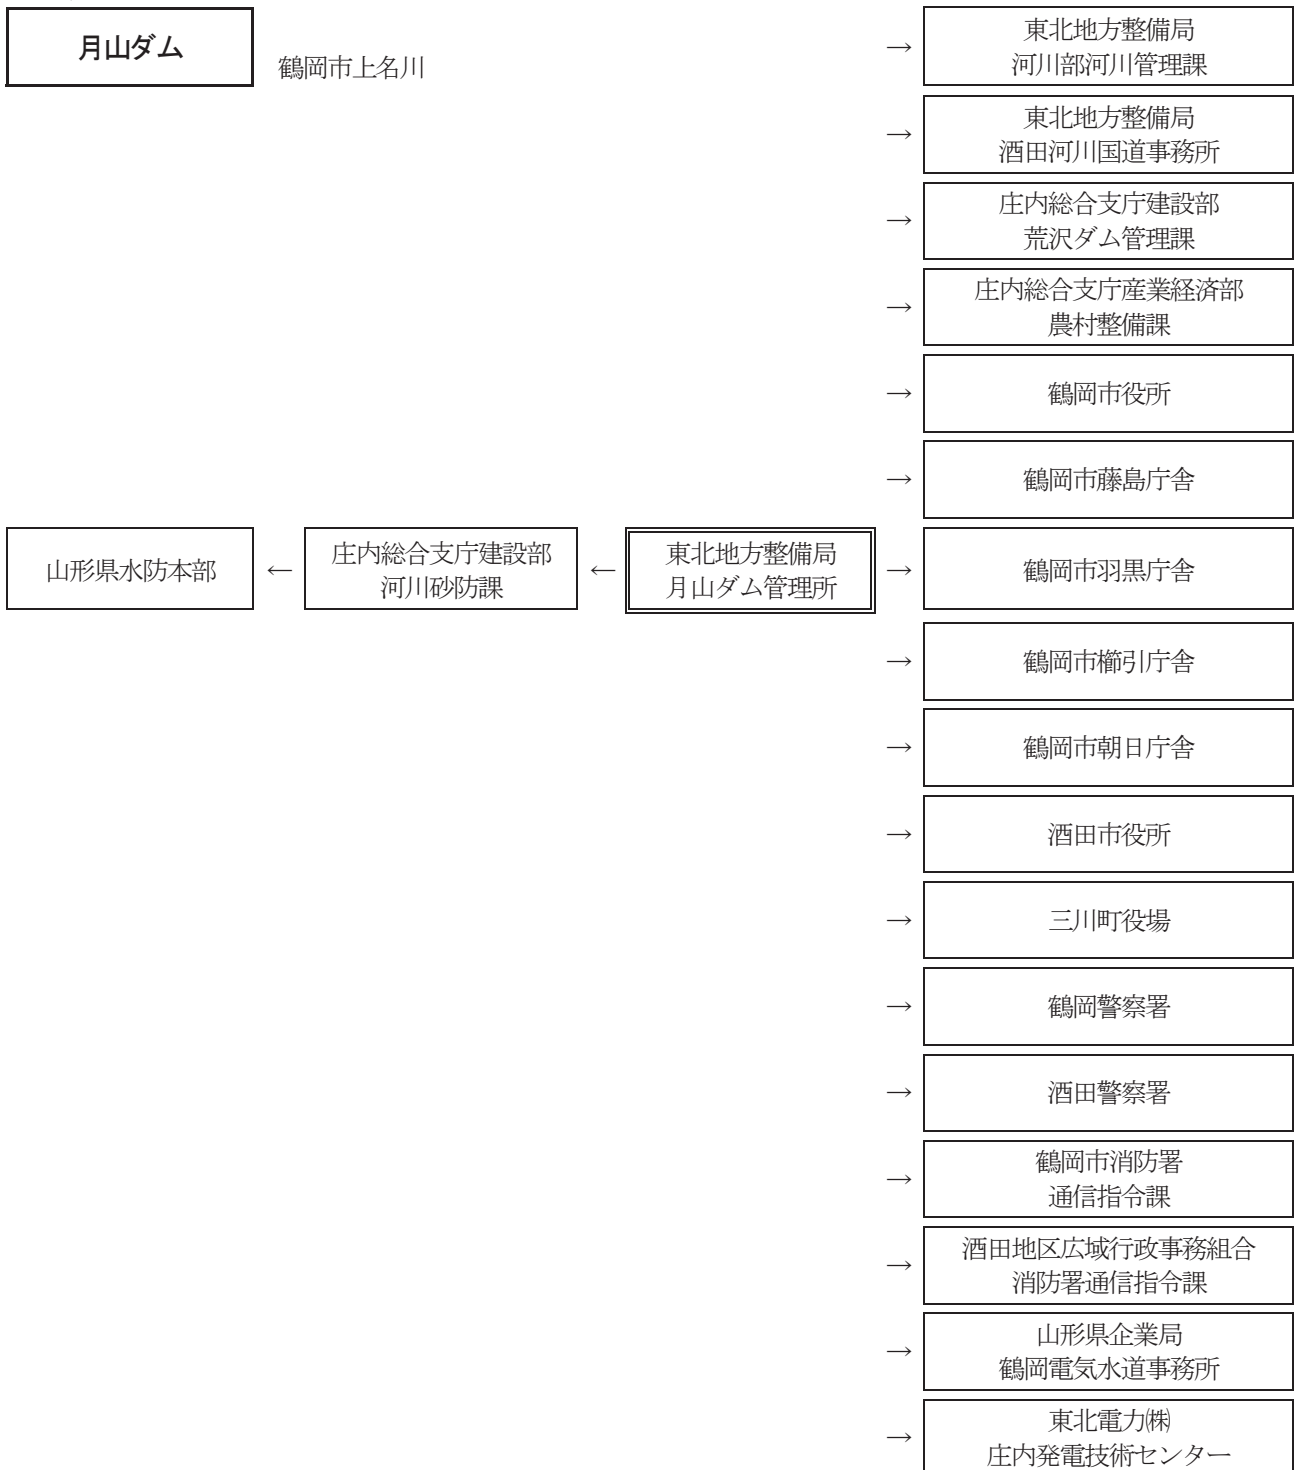 月山ダム
鶴岡市上名川
→
東北地方整備局
河川部河川管理課
→
東北地方整備局
酒田河川国道事務所
→
庄内総合支庁建設部
荒沢ダム管理課
→
庄内総合支庁産業経済部
農村整備課
→
鶴岡市役所
→
鶴岡市藤島庁舎
山形県水防本部
←
庄内総合支庁建設部
河川砂防課
←
東北地方整備局
月山ダム管理所
→
鶴岡市羽黒庁舎
→
鶴岡市櫛引庁舎
→
鶴岡市朝日庁舎
→
酒田市役所
→
三川町役場
→
鶴岡警察署
→
酒田警察署
→
鶴岡市消防署
通信指令課
→
酒田地区広域行政事務組合
消防署通信指令課
→
山形県企業局
鶴岡電気水道事務所
→
東北電力㈱
庄内発電技術センター